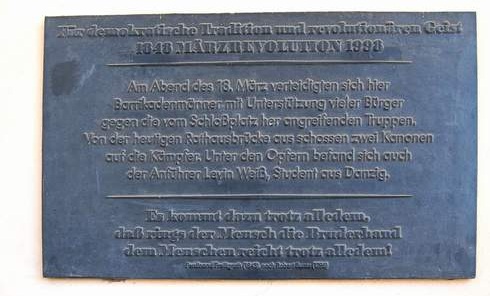 Für demokratische Tradition und revolutionären Geist
1848 MÄRZREVOLUTION 1998
Am Abend des 18. März verteidigten sich hier
Barrikadenmänner mit Unterstützung vieler Bürger
gegen die vom Schloßplatz her angreifenden Truppen.
Von der heutigen Rathausbrücke aus schossen zwei Kanonen
auf die Kämpfer. Unter den Opfern befand sich auch
der Anführer Levin Weiß, Student aus Danzig.
Es kommt dazu trotz alledem,
daß rings der Mensch die Bruderhand
dem Menschen reicht trotz alledem!